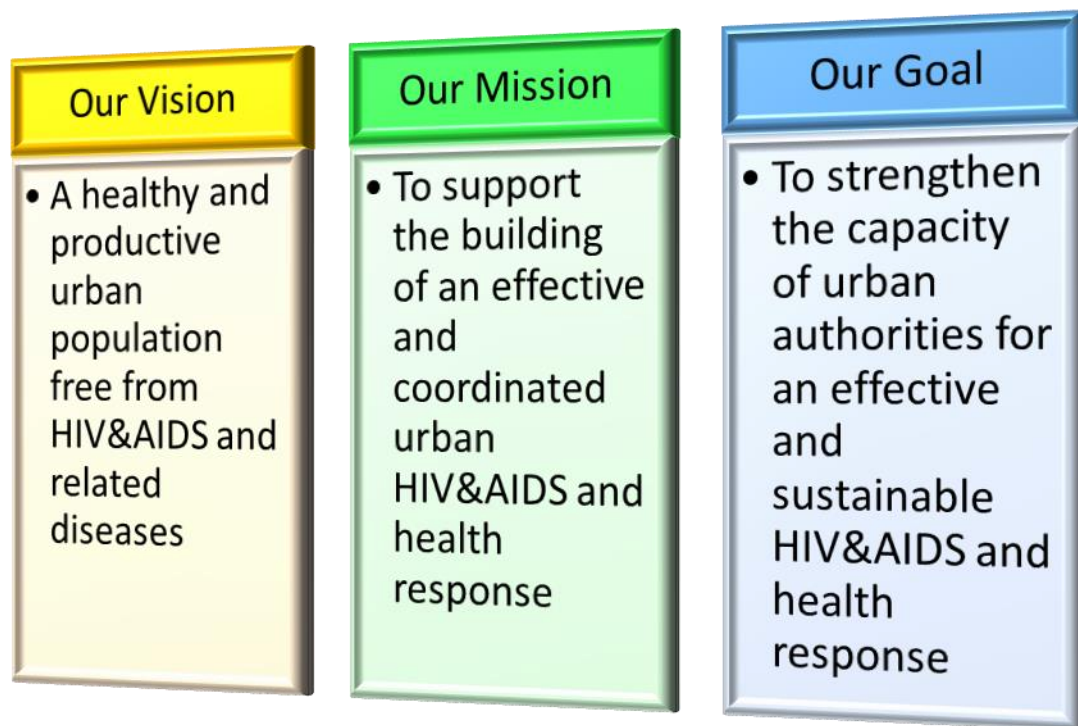 Our Vision
• A healthy and
productive
urban
population
free from
HIV&AIDS and
related
diseases
Our Mission
• To support
the building
of an effective
and
coordinated
urban
HIV&AIDS and
health
response
Our Goal
• To strengthen
the capacity
of urban
authorities for
an effective
and
sustainable
HIV&AIDS and
health
response